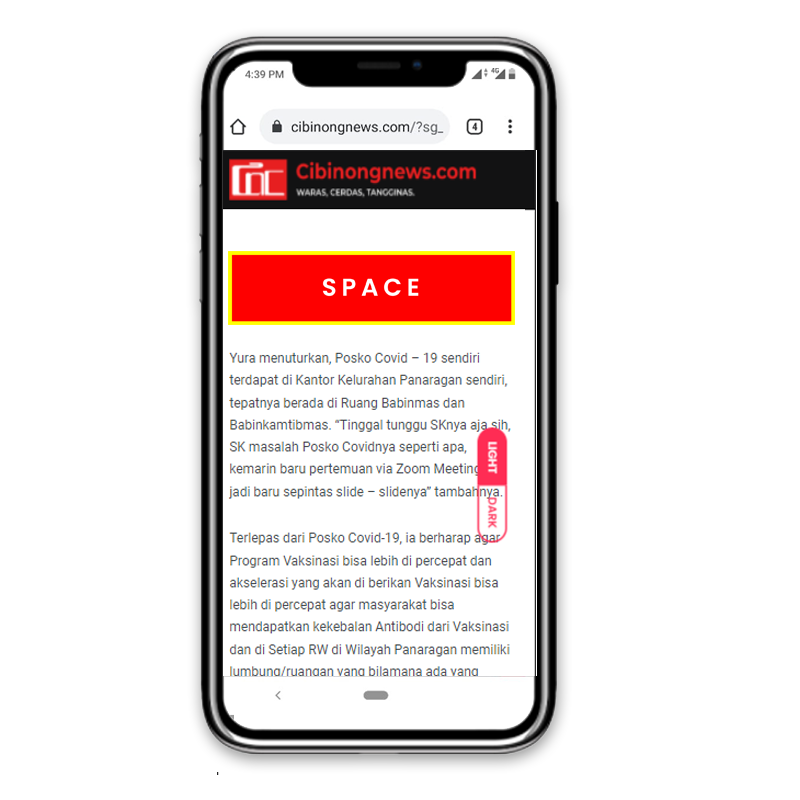 4:39 PM
4G
cibinongnews.com/?sg_
4
CNC
Cibinongnews.com
WARAS, CERDAS, TANGGINAS.
SPACE
Yura menuturkan, Posko Covid – 19 sendiri
terdapat di Kantor Kelurahan Panaragan sendiri,
tepatnya berada di Ruang Babinmas dan
Babinkamtibmas. “Tinggal tunggu SKnya aja sih,
SK masalah Posko Covidnya seperti apa,
kemarin baru pertemuan via Zoom Meeting
jadi baru sepintas slide – slidenya” tambahnya.
LIGHT
DARK
Terlepas dari Posko Covid-19, ia berharap agar
Program Vaksinasi bisa lebih di percepat dan
akselerasi yang akan di berikan Vaksinasi bisa
lebih di percepat agar masyarakat bisa
mendapatkan kekebalan Antibodi dari Vaksinasi
dan di Setiap RW di Wilayah Panaragan memiliki
lumbung/ruangan yang bilamana ada yang